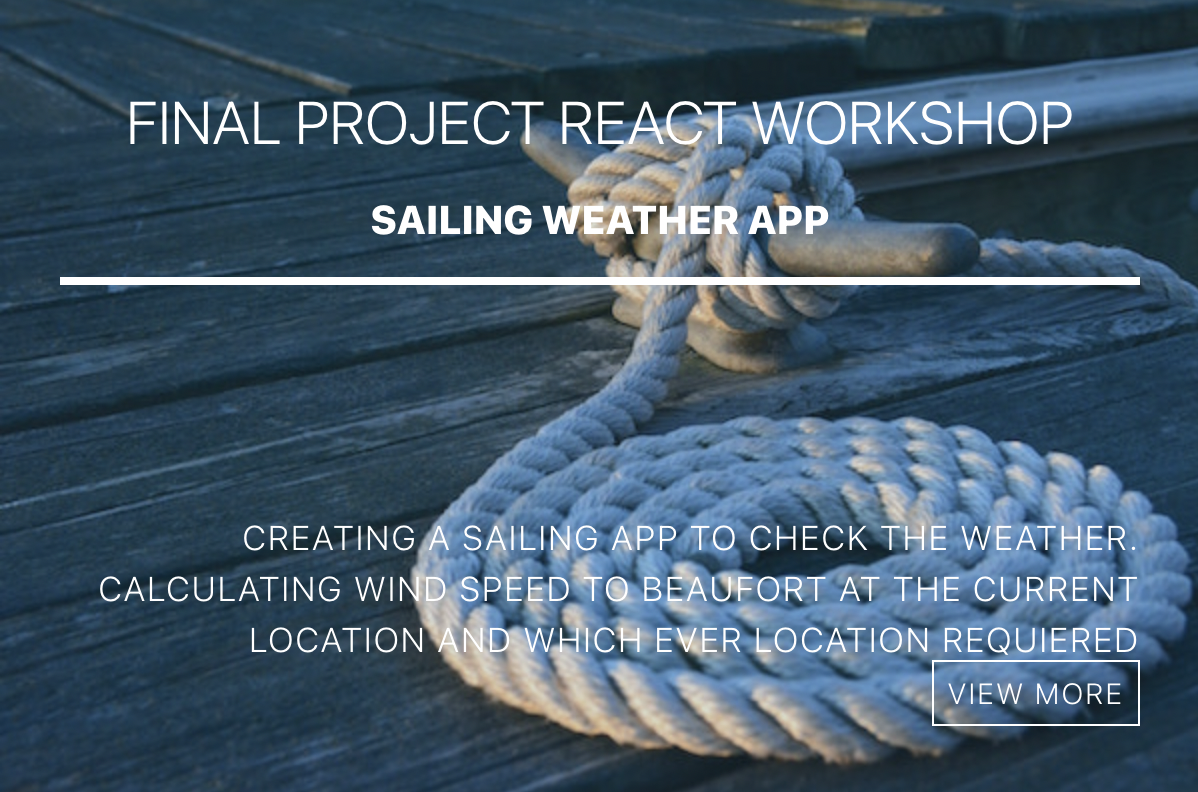 FINAL PROJECT REACT WORKSHOP
SAILING WEATHER APP
CREATING A SAILING APP TO CHECK THE WEATHER.
CALCULATING WIND SPEED TO BEAUFORT AT THE CURRENT
LOCATION AND WHICH EVER LOCATION REQUIERED
VIEW MORE